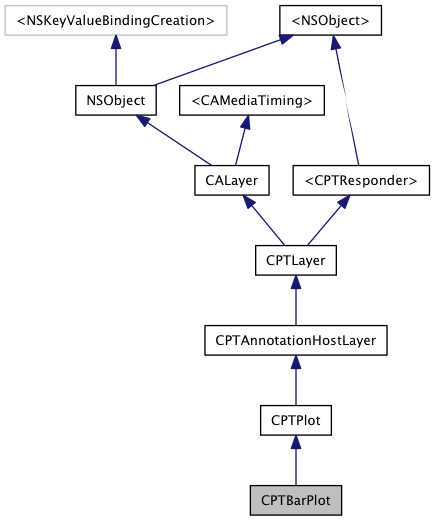 <NSKeyValueBindingCreation>
<NSObject>
NSObject
<CAMediaTiming>
CALayer
<CPTResponder>
CPTLayer
CPTAnnotationHostLayer
CPTPlot
CPTBarPlot